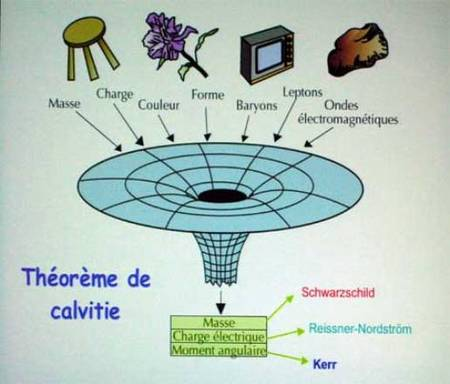 Masse
Charge
Couleur
Forme
Baryons
Leptons
Ondes
électromagnétiques
Théorème de
calvitie
Masse
Charge électrique
Moment angulaire
Schwarzschild
Reissner-Nordström
Kerr